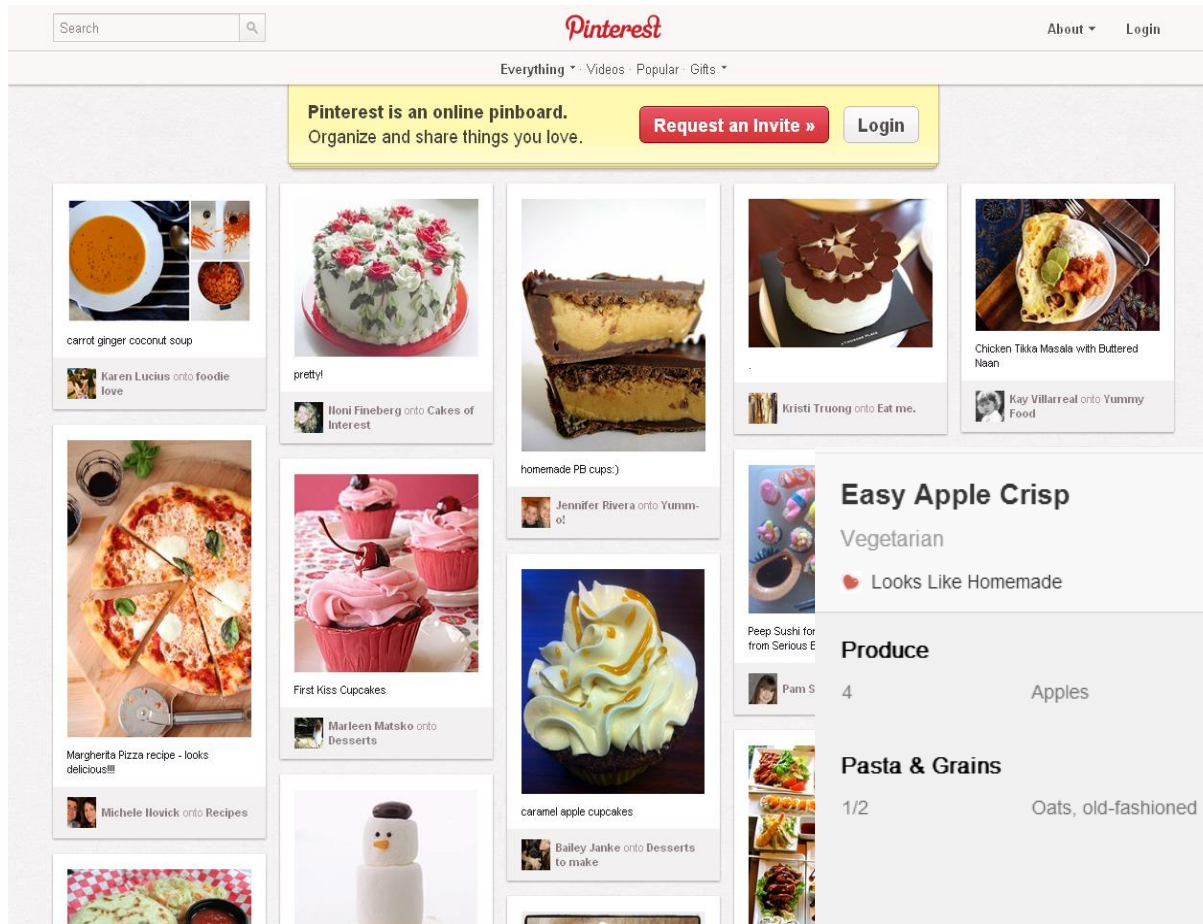 Search
Pinterest
About
Login
Everything · Videos · Popular · Gifts
Pinterest is an online pinboard.
Organize and share things you love.
Request an Invite »
Login
carrot ginger coconut soup
Karen Lucius onto foodie
love
Margherita Pizza recipe - looks
delicious!!!!
Michele Novick onto Recipes
pretty!
Noni Fineberg onto Cakes of
Interest
First Kiss Cupcakes
Marleen Matsko onto
Desserts
homemade PB cups:)
Jennifer Rivera onto Yumm-
o!
caramel apple cupcakes
Bailey Janke onto Desserts
to make
.
Kristi Truong onto Eat me.
Peep Sushi for
from Serious E
Pam S
Chicken Tikka Masala with Buttered
Naan
Kay Villarreal onto Yummy
Food
Easy Apple Crisp
Vegetarian
Looks Like Homemade
Produce
4 Apples
Pasta & Grains
1/2 Oats, old-fashioned